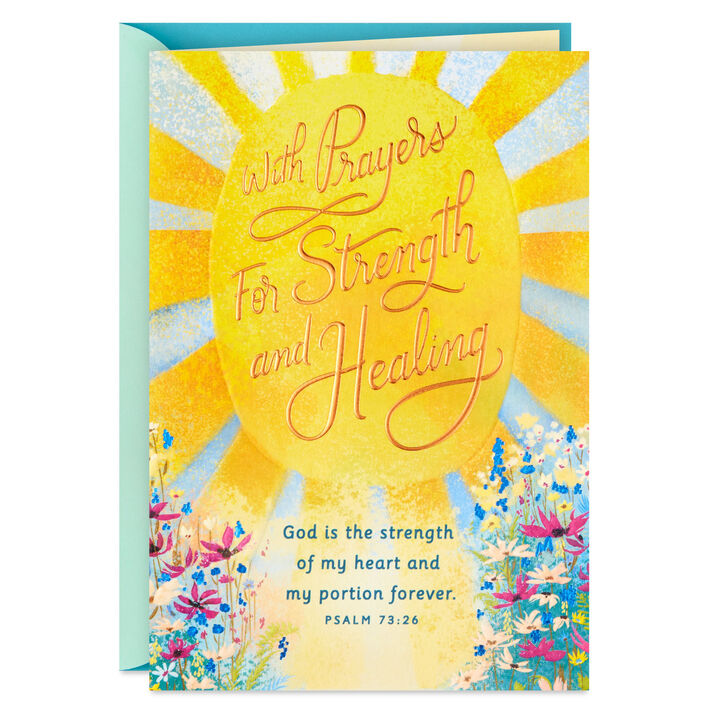 With Prayers
For Strength
and Healing
God is the strength
of my heart and
my portion forever.
PSALM 73:26